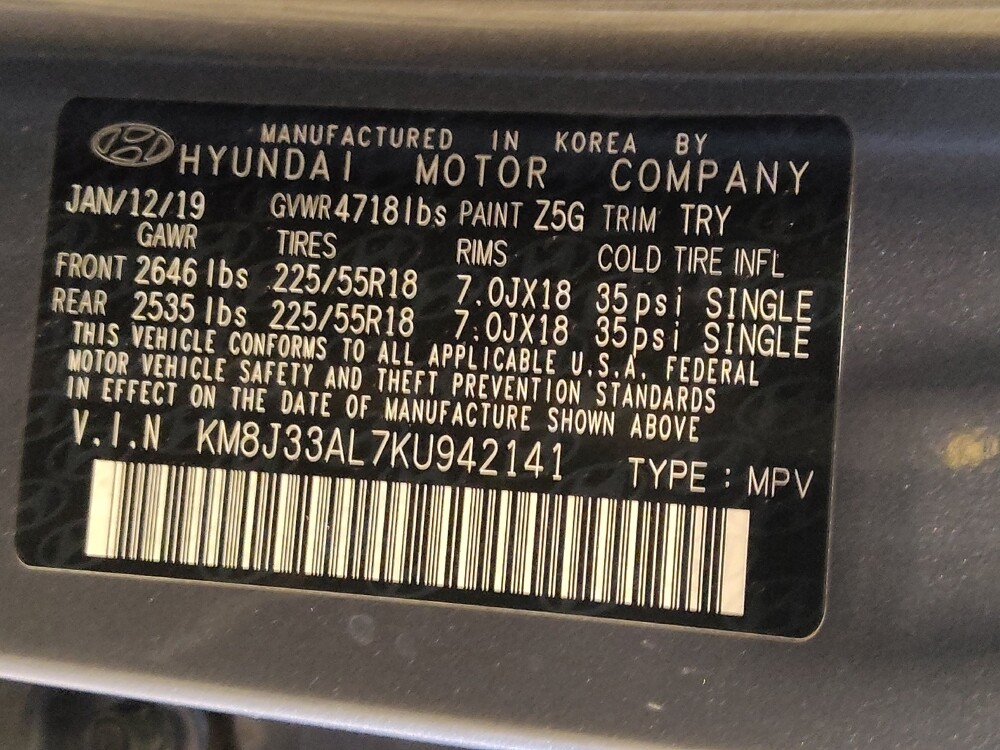 MANUFACTURED IN KOREA BY
HYUNDAI MOTOR COMPANY
JAN/12/19 GVWR 4718 lbs PAINT Z5G TRIM TRY
GAWR TIRES RIMS COLD TIRE INFL
FRONT 2646 lbs 225/55R18 7.0JX18 35psi SINGLE
REAR 2535 lbs 225/55R18 7.0JX18 35psi SINGLE
THIS VEHICLE CONFORMS TO ALL APPLICABLE U.S.A. FEDERAL
MOTOR VEHICLE SAFETY AND THEFT PREVENTION STANDARDS
IN EFFECT ON THE DATE OF MANUFACTURE SHOWN ABOVE
V.I.N KM8J33AL7KU942141 TYPE : MPV